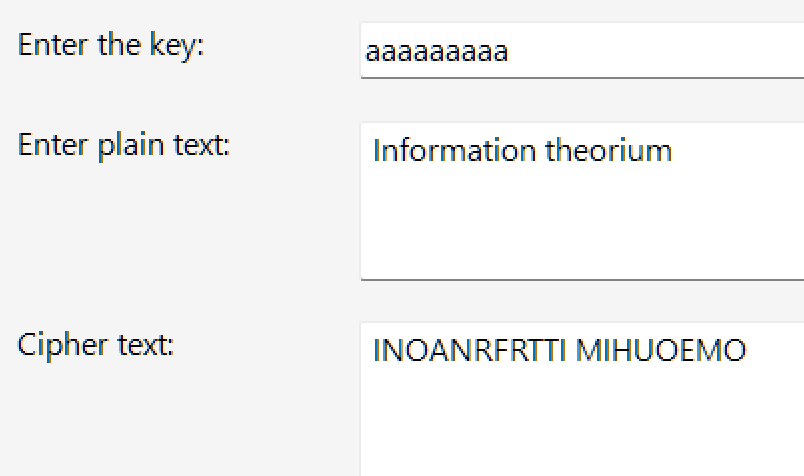 Enter the key:
aaaaaaaaa
Enter plain text:
Information theorium
Cipher text:
INOANRFRTTI MIHUOEMO